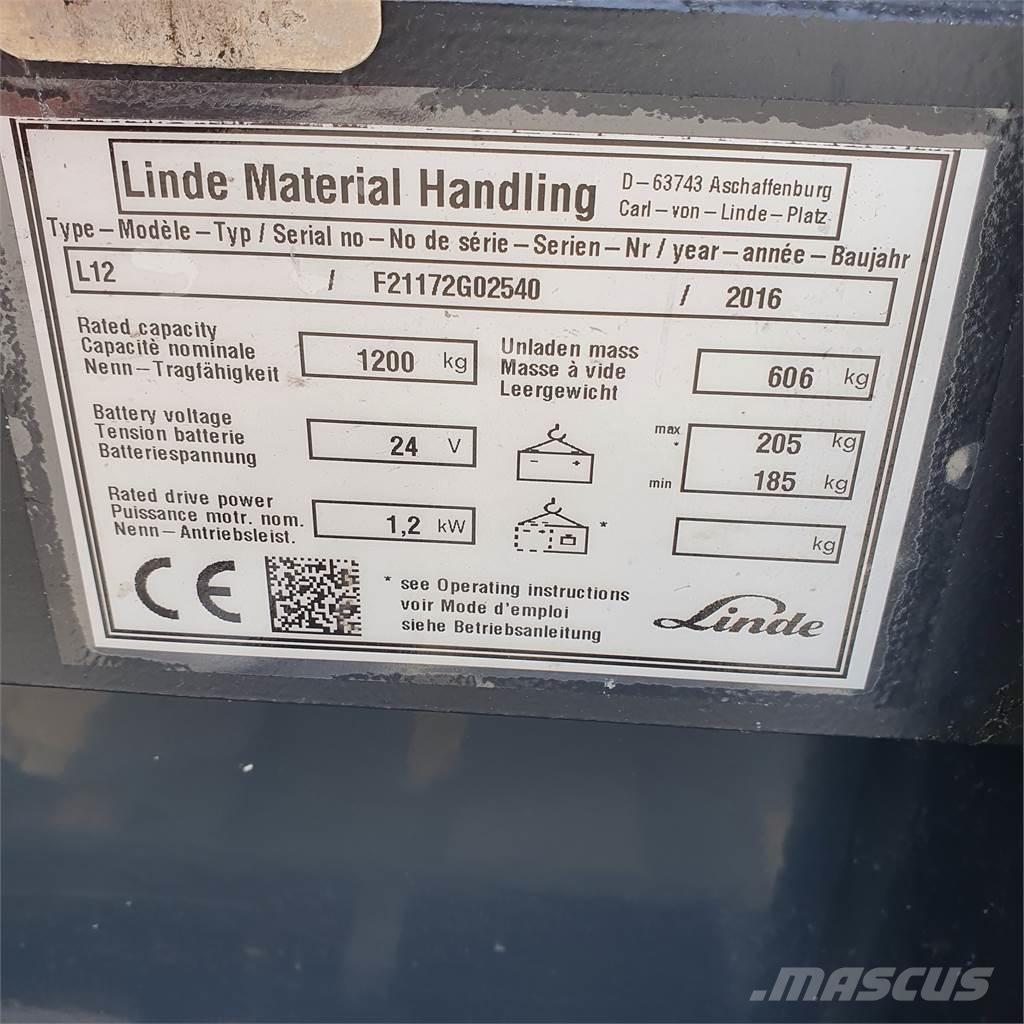 Linde Material Handling
D-63743 Aschaffenburg
Carl-von-Linde-Platz
Type-Modèle-Typ / Serial no-No de série-Serien-Nr / year-année-Baujahr
L12 / F21172G02540 / 2016
Rated capacity
Capacitè nominale
Nenn-Tragfähigkeit
1200 kg
Unladen mass
Masse à vide
Leergewicht
606 kg
Battery voltage
Tension batterie
Batteriespannung
24 V
- +
max *
205 kg
min
185 kg
Rated drive power
Puissance motr. nom.
Nenn-Antriebsleist.
1,2 kW
*
kg
CE
* see Operating instructions
voir Mode d'emploi
siehe Betriebsanleitung
Linde
.MASCUS